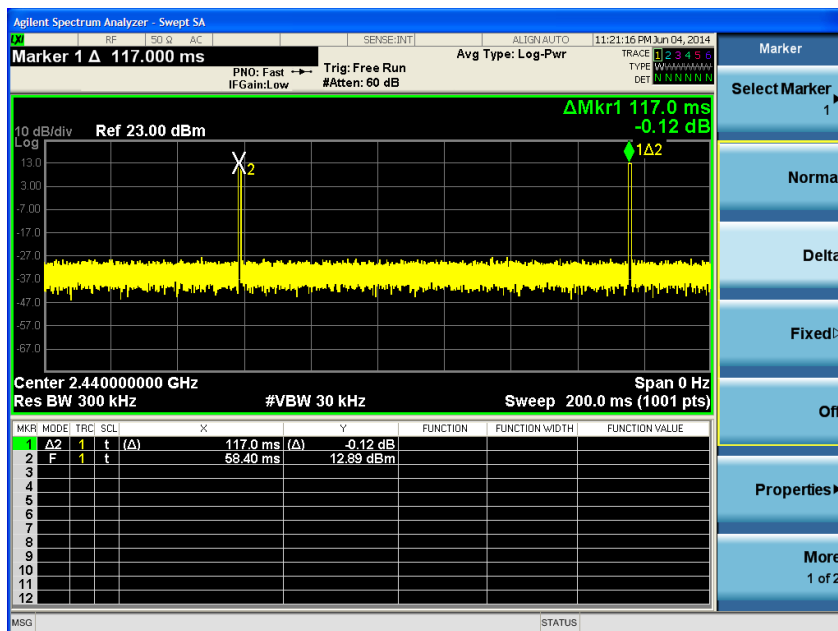 Agilent Spectrum Analyzer - Swept SA
LXI RF 50 Ω AC SENSE:INT ALIGN AUTO 11:21:16 PM Jun 04, 2014
Marker 1 Δ 117.000 ms
PNO: Fast
IFGain:Low
Trig: Free Run
#Atten: 60 dB
Avg Type: Log-Pwr
TRACE 1 2 3 4 5 6
TYPE WWWWWW
DET N N N N N N
ΔMkr1 117.0 ms
-0.12 dB
10 dB/div Ref 23.00 dBm
Log
13.0
3.00
-7.00
-17.0
-27.0
-37.0
-47.0
-57.0
-67.0
2
1Δ2
Center 2.440000000 GHz Span 0 Hz
Res BW 300 kHz #VBW 30 kHz Sweep 200.0 ms (1001 pts)
MKR MODE TRC SCL X Y FUNCTION FUNCTION WIDTH FUNCTION VALUE
1 Δ2 1 t (Δ) 117.0 ms (Δ) -0.12 dB
2 F 1 t 58.40 ms 12.89 dBm
3
4
5
6
7
8
9
10
11
12
MSG STATUS
Marker
Select Marker
1
Norma
Delta
Fixed
Off
Properties
More
1 of 2